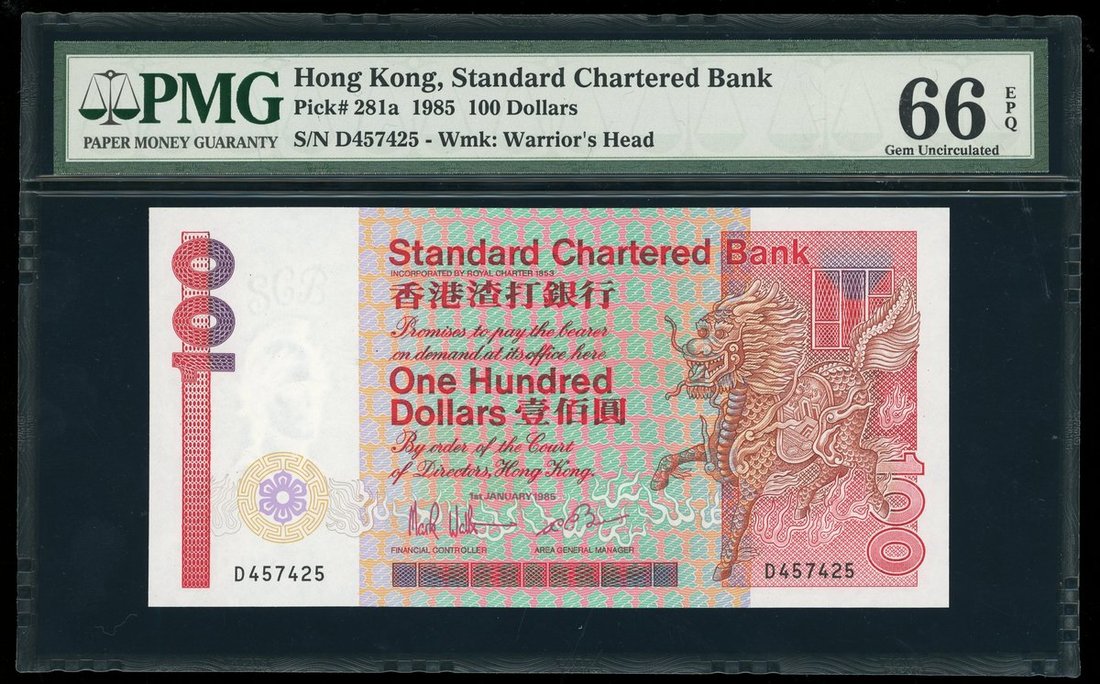 PMG
PAPER MONEY GUARANTY
Hong Kong, Standard Chartered Bank
Pick# 281a 1985 100 Dollars
S/N D457425 - Wmk: Warrior's Head
66
EPQ
Gem Uncirculated
100
SCB
Standard Chartered Bank
INCORPORATED BY ROYAL CHARTER 1853
香港渣打銀行
Promises to pay the bearer
on demand at its office here
One Hundred
Dollars 壹佰圓
By order of the Court
of Directors, Hong Kong.
1st JANUARY 1985
FINANCIAL CONTROLLER
AREA GENERAL MANAGER
D457425
D457425
100